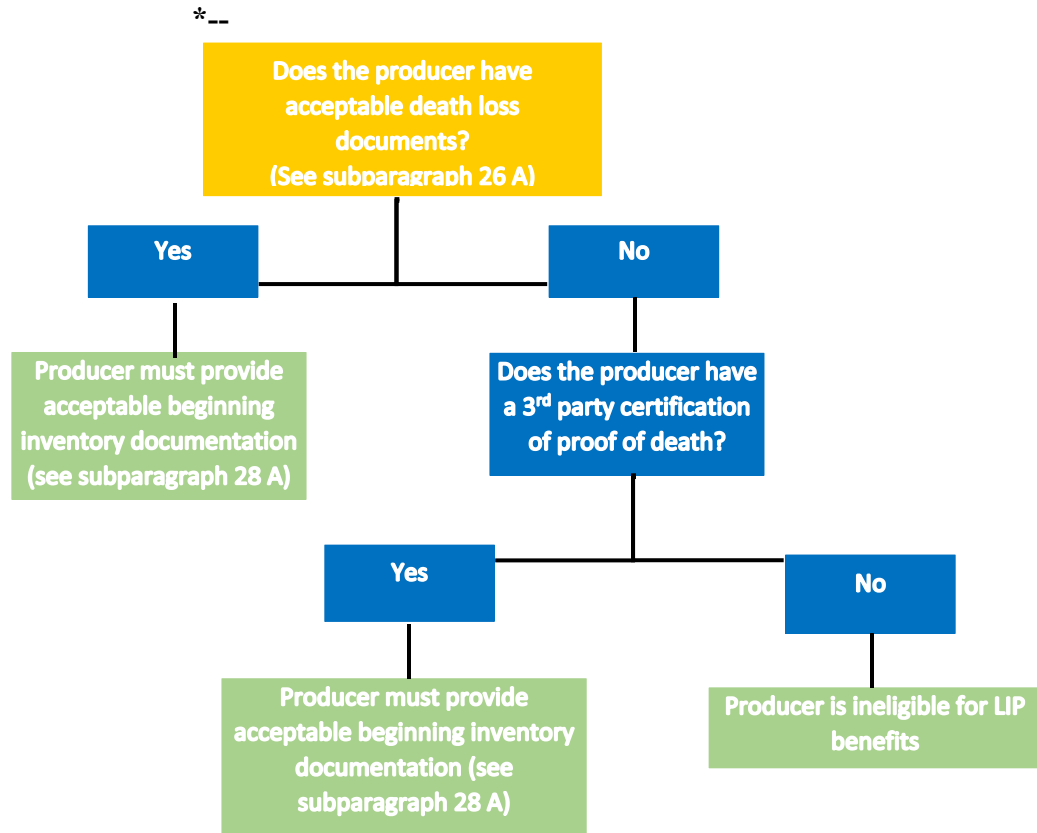 *--
Does the producer have
acceptable death loss
documents?
(See subparagraph 26 A)
Yes
No
Producer must provide
acceptable beginning
inventory documentation
(see subparagraph 28 A)
Does the producer have
a 3rd party certification
of proof of death?
Yes
No
Producer must provide
acceptable beginning inventory
documentation (see
subparagraph 28 A)
Producer is ineligible for LIP
benefits